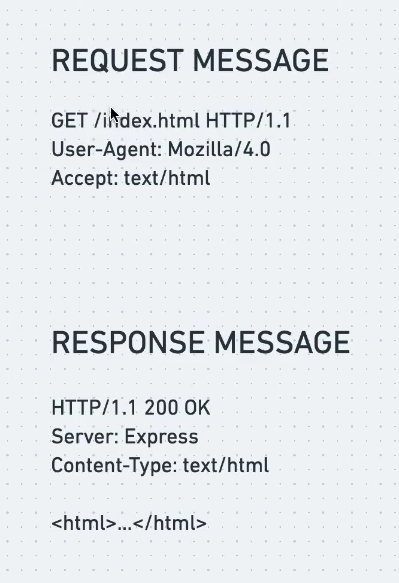 REQUEST MESSAGE
GET /index.html HTTP/1.1
User-Agent: Mozilla/4.0
Accept: text/html
RESPONSE MESSAGE
HTTP/1.1 200 OK
Server: Express
Content-Type: text/html
<html>...</html>